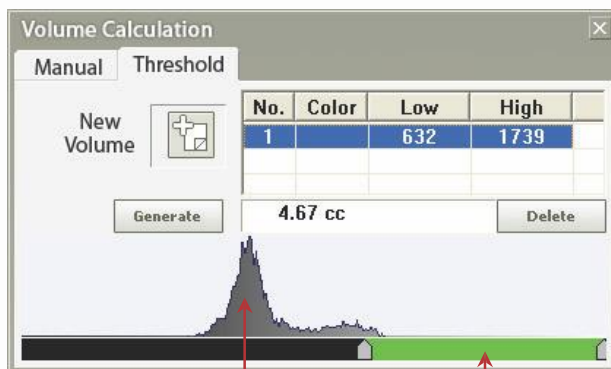 Volume Calculation
Manual Threshold
New
Volume
No. Color Low High
1 632 1739
Generate 4.67 cc Delete